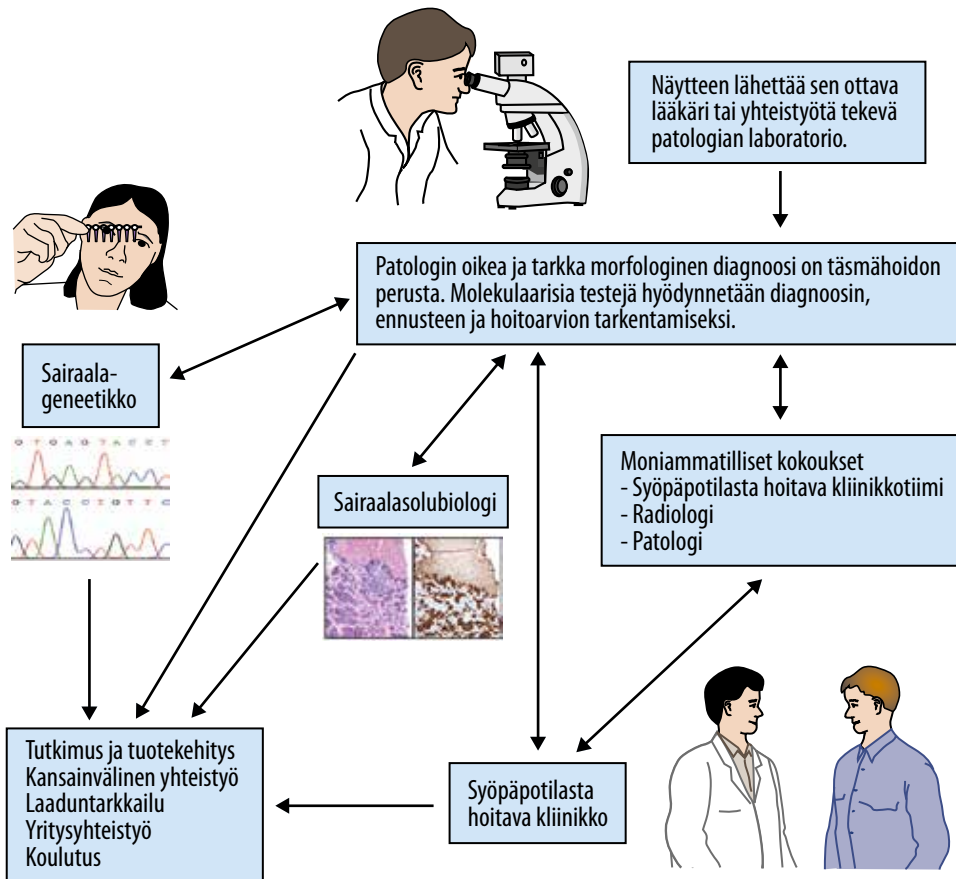 Näytteen lähettää sen ottava
lääkäri tai yhteistyötä tekevä
patologian laboratorio.
Patologin oikea ja tarkka morfologinen diagnoosi on täsmähoidon
perusta. Molekulaarisia testejä hyödynnetään diagnoosin,
ennusteen ja hoitoarvion tarkentamiseksi.
Sairaala-
geneetikko
G T G A G T A C C T
G T A C C T G T T C
Sairaalasolubiologi
Moniammatilliset kokoukset
- Syöpäpotilasta hoitava kliinikkotiimi
- Radiologi
- Patologi
Tutkimus ja tuotekehitys
Kansainvälinen yhteistyö
Laaduntarkkailu
Yritysyhteistyö
Koulutus
Syöpäpotilasta
hoitava kliinikko